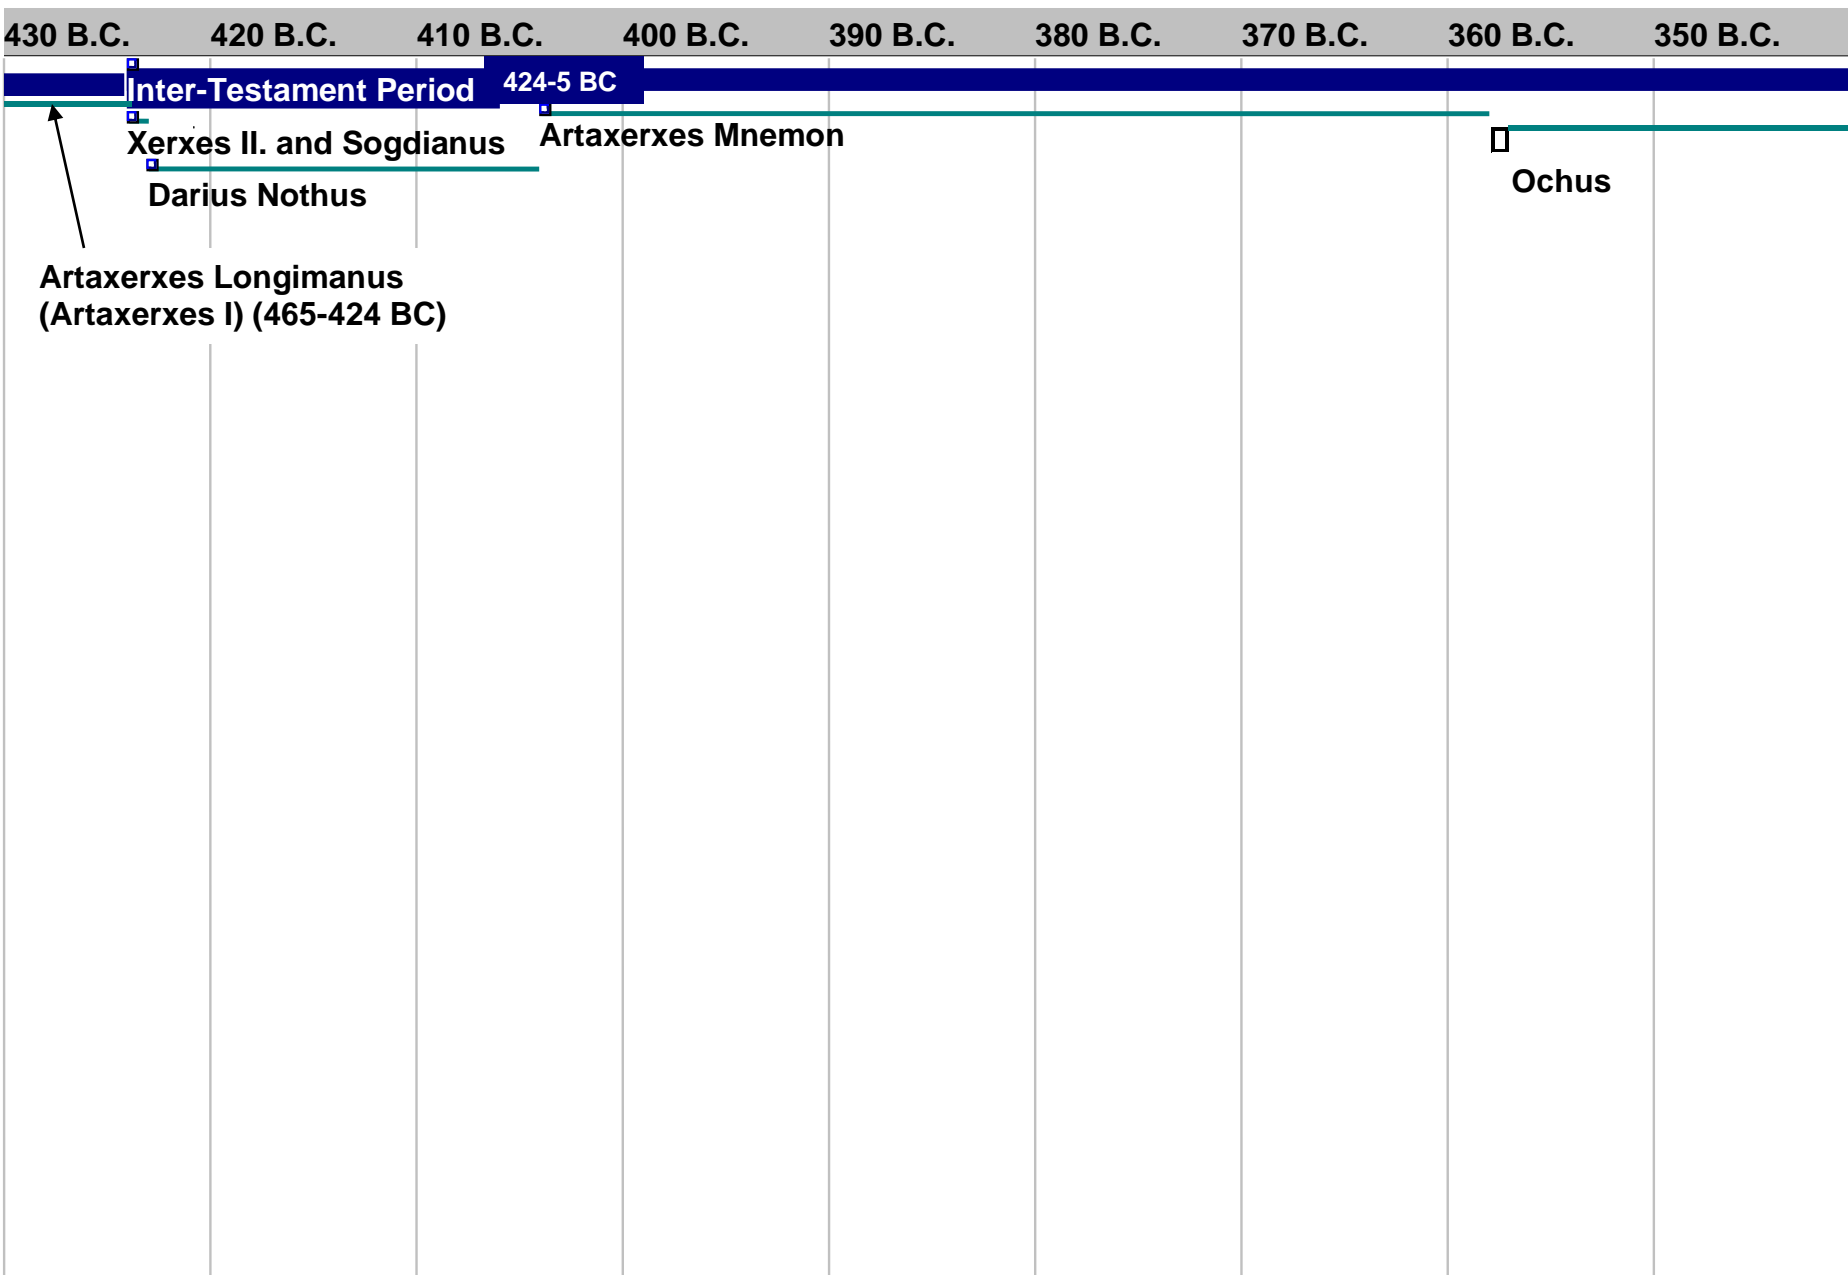 430 B.C. 420 B.C. 410 B.C. 400 B.C. 390 B.C. 380 B.C. 370 B.C. 360 B.C. 350 B.C.
Inter-Testament Period 424-5 BC
Xerxes II. and Sogdianus Artaxerxes Mnemon
Darius Nothus Ochus
Artaxerxes Longimanus
(Artaxerxes I) (465-424 BC)